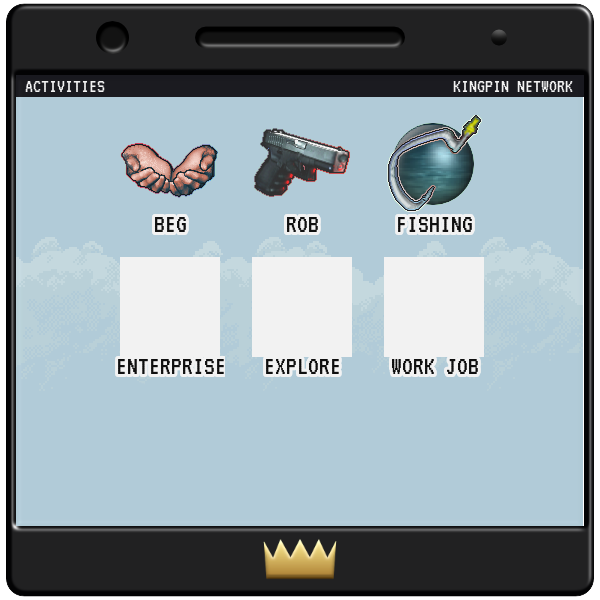 ACTIVITIES KINGPIN NETWORK
BEG ROB FISHING
ENTERPRISE EXPLORE WORK JOB